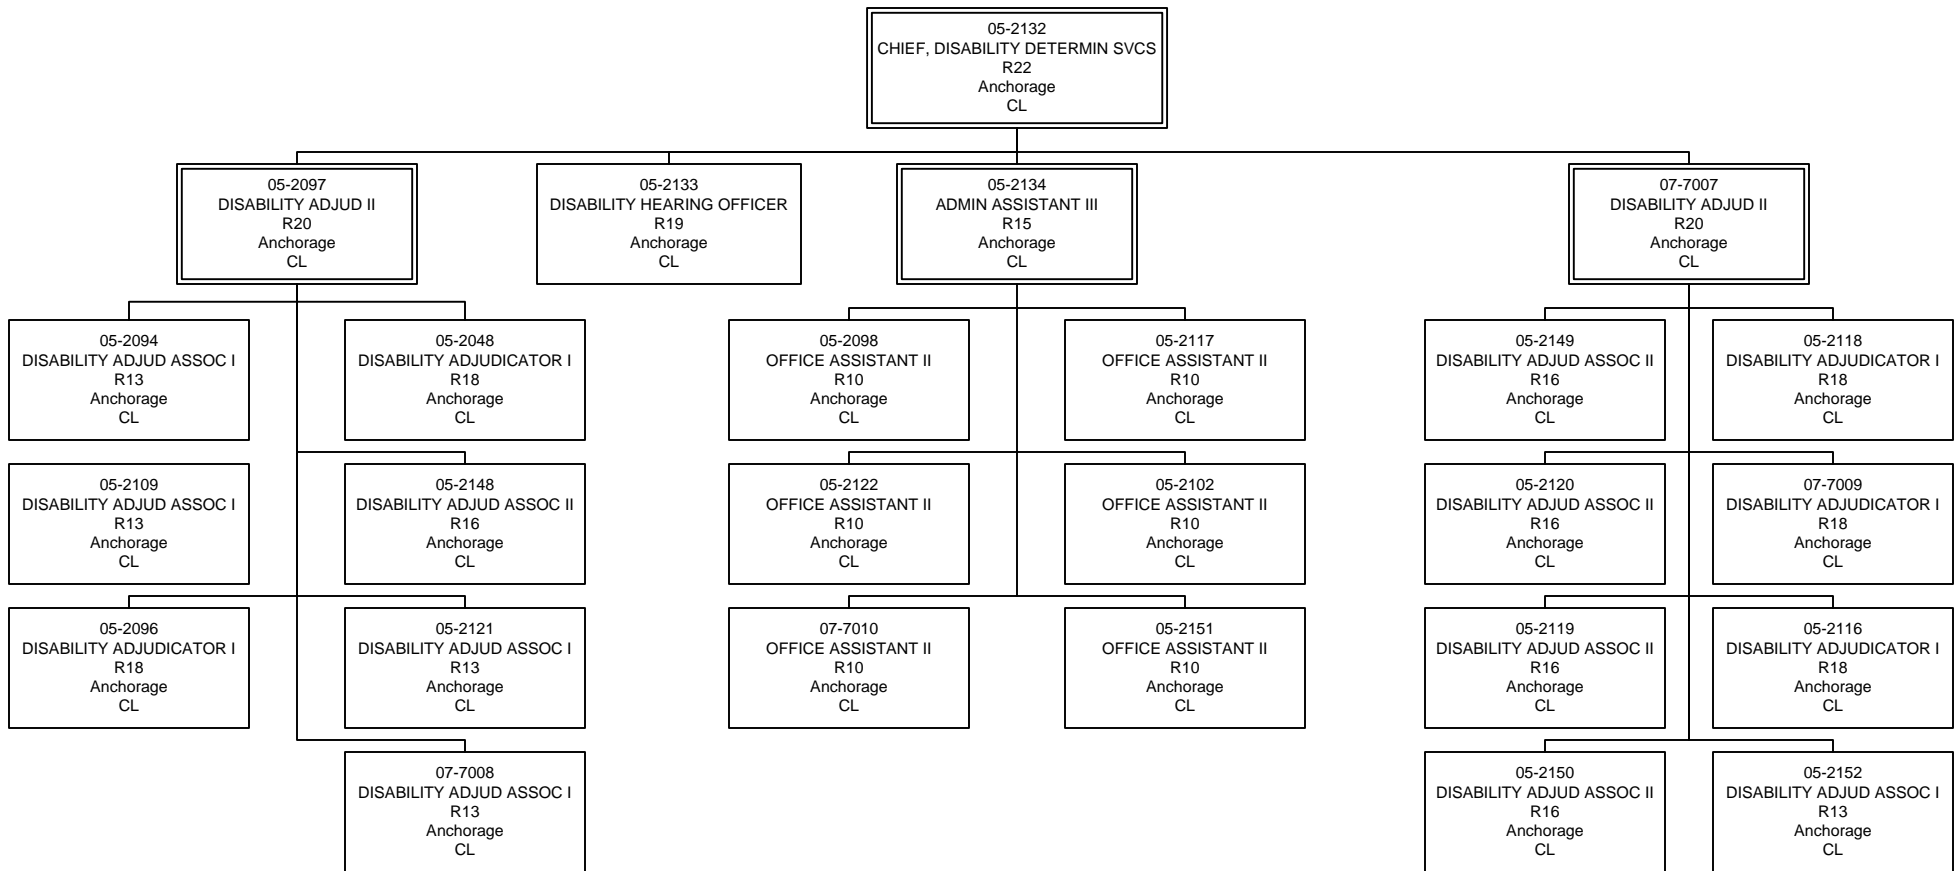 05-2132
CHIEF, DISABILITY DETERMIN SVCS
R22
Anchorage
CL
05-2097
DISABILITY ADJUD II
R20
Anchorage
CL
05-2133
DISABILITY HEARING OFFICER
R19
Anchorage
CL
05-2134
ADMIN ASSISTANT III
R15
Anchorage
CL
07-7007
DISABILITY ADJUD II
R20
Anchorage
CL
05-2094
DISABILITY ADJUD ASSOC I
R13
Anchorage
CL
05-2048
DISABILITY ADJUDICATOR I
R18
Anchorage
CL
05-2098
OFFICE ASSISTANT II
R10
Anchorage
CL
05-2117
OFFICE ASSISTANT II
R10
Anchorage
CL
05-2149
DISABILITY ADJUD ASSOC II
R16
Anchorage
CL
05-2118
DISABILITY ADJUDICATOR I
R18
Anchorage
CL
05-2109
DISABILITY ADJUD ASSOC I
R13
Anchorage
CL
05-2148
DISABILITY ADJUD ASSOC II
R16
Anchorage
CL
05-2122
OFFICE ASSISTANT II
R10
Anchorage
CL
05-2102
OFFICE ASSISTANT II
R10
Anchorage
CL
05-2120
DISABILITY ADJUD ASSOC II
R16
Anchorage
CL
07-7009
DISABILITY ADJUDICATOR I
R18
Anchorage
CL
05-2096
DISABILITY ADJUDICATOR I
R18
Anchorage
CL
05-2121
DISABILITY ADJUD ASSOC I
R13
Anchorage
CL
07-7010
OFFICE ASSISTANT II
R10
Anchorage
CL
05-2151
OFFICE ASSISTANT II
R10
Anchorage
CL
05-2119
DISABILITY ADJUD ASSOC II
R16
Anchorage
CL
05-2116
DISABILITY ADJUDICATOR I
R18
Anchorage
CL
07-7008
DISABILITY ADJUD ASSOC I
R13
Anchorage
CL
05-2150
DISABILITY ADJUD ASSOC II
R16
Anchorage
CL
05-2152
DISABILITY ADJUD ASSOC I
R13
Anchorage
CL